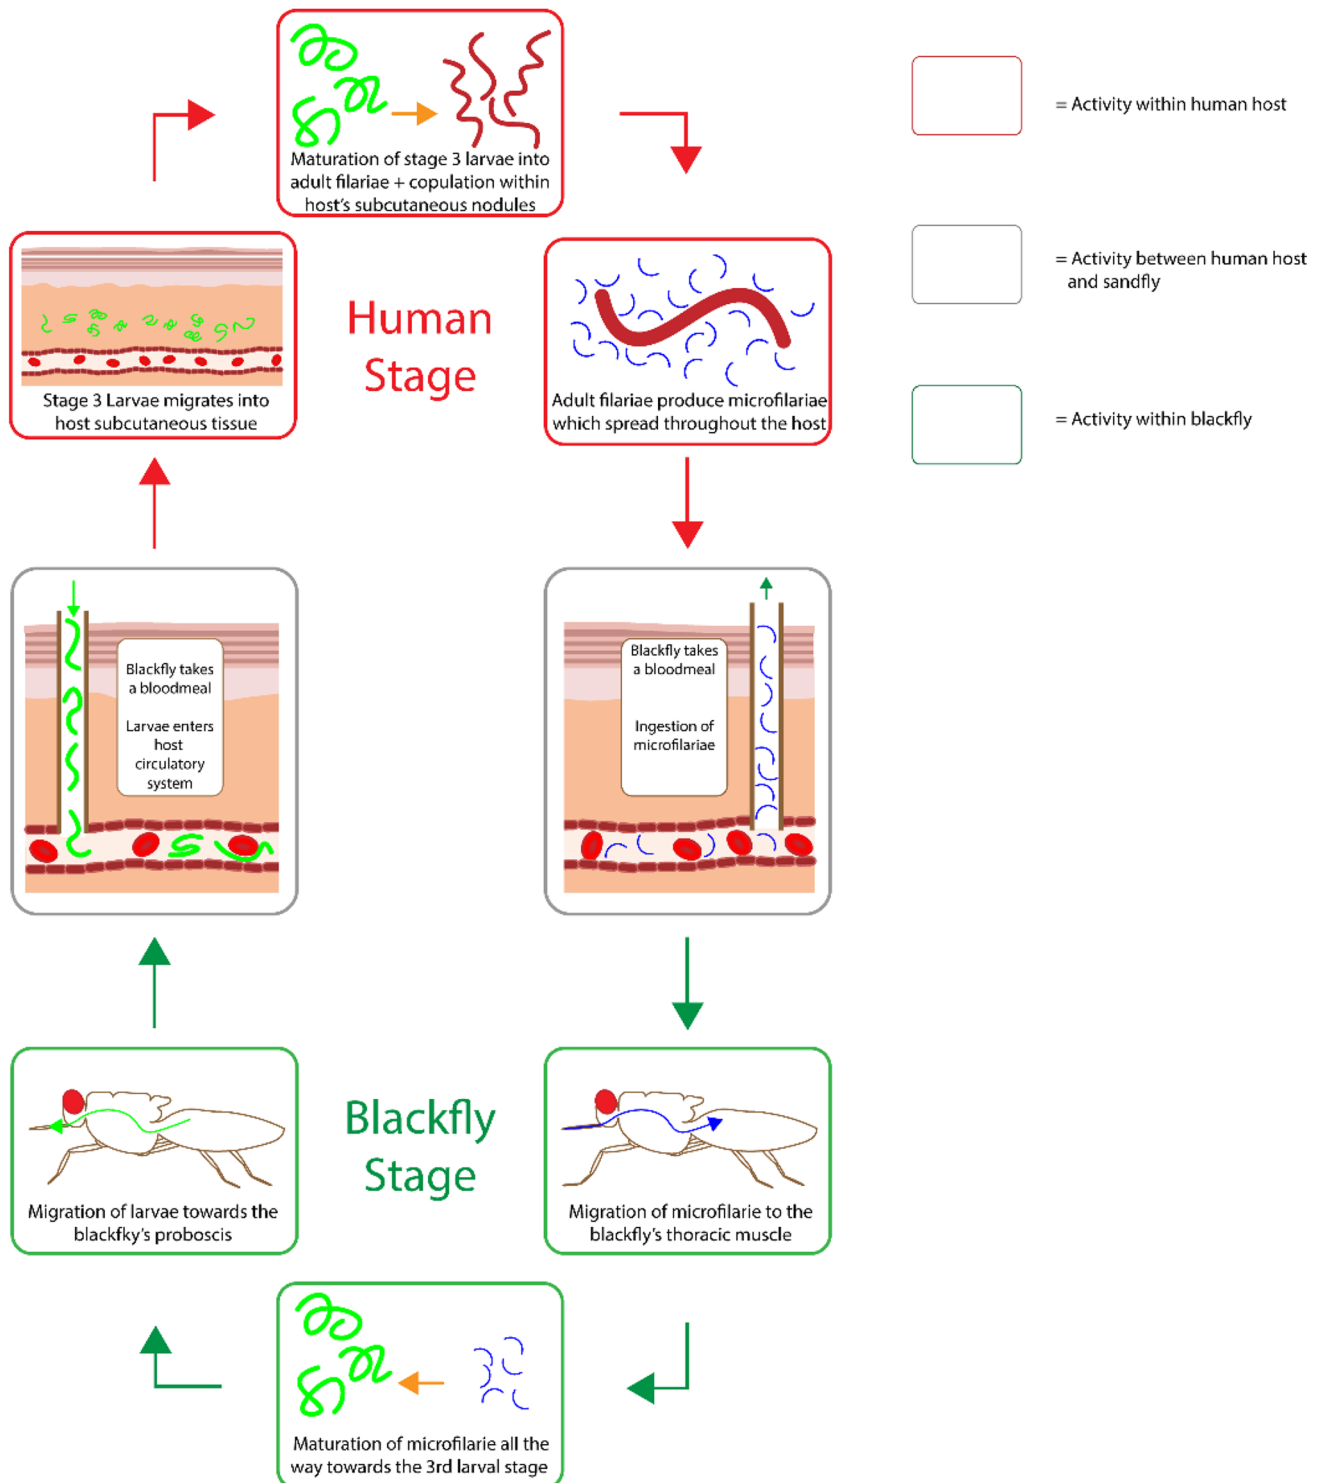 Maturation of stage 3 larvae into
adult filariae + copulation within
host's subcutaneous nodules
= Activity within human host
= Activity between human host
and sandfly
= Activity within blackfly
Human
Stage
Stage 3 Larvae migrates into
host subcutaneous tissue
Adult filariae produce microfilariae
which spread throughout the host
Blackfly takes
a bloodmeal
Larvae enters
host
circulatory
system
Blackfly takes
a bloodmeal
Ingestion of
microfilariae
Blackfly
Stage
Migration of larvae towards the
blackfky's proboscis
Migration of microfilarie to the
blackfly's thoracic muscle
Maturation of microfilarie all the
way towards the 3rd larval stage